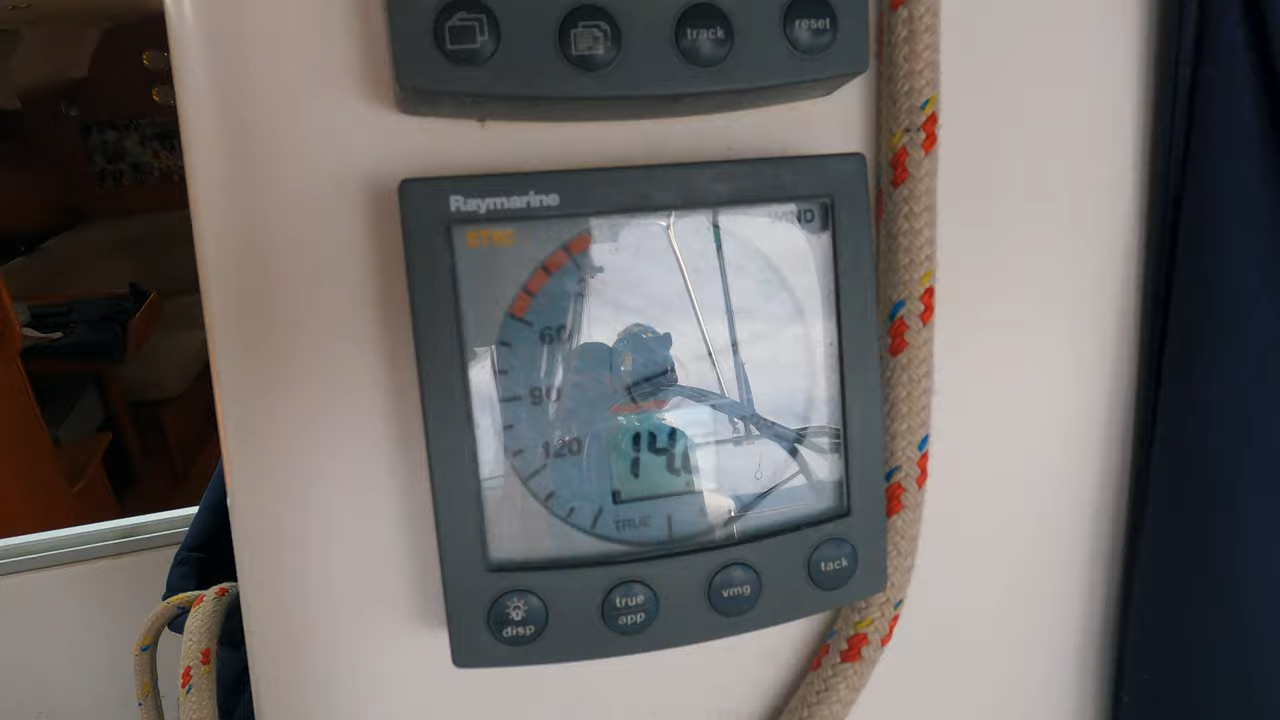 track
reset
Raymarine
ST60
WIND
60
90
120
14.
TRUE
disp
true
app
vmg
tack